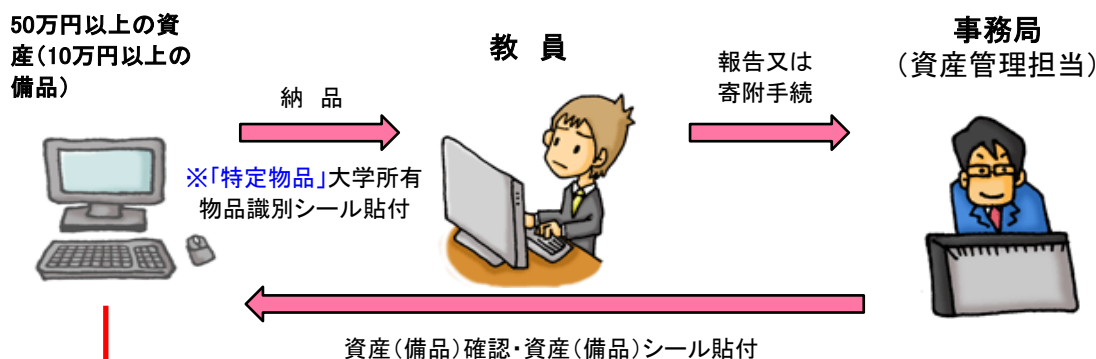 50万円以上の資
産(10万円以上の
備品)
納 品
※「特定物品」大学所有
物品識別シール貼付
教 員
報告又は
寄附手続
事務局
(資産管理担当)
資産(備品)確認・資産(備品)シール貼付